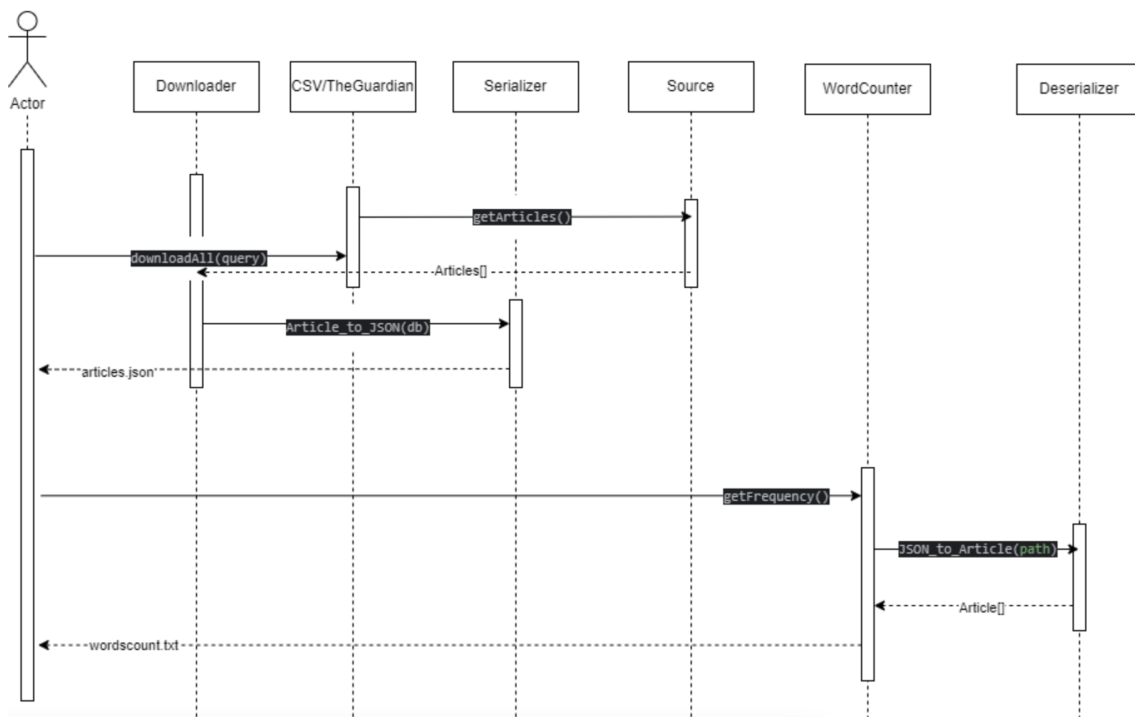 Actor
Downloader
CSV/TheGuardian
Serializer
Source
WordCounter
Deserializer
getArticles()
downloadAll(query)
Articles[]
Article_to_JSON(db)
articles.json
getFrequency()
JSON_to_Article(path)
Article[]
wordscount.txt